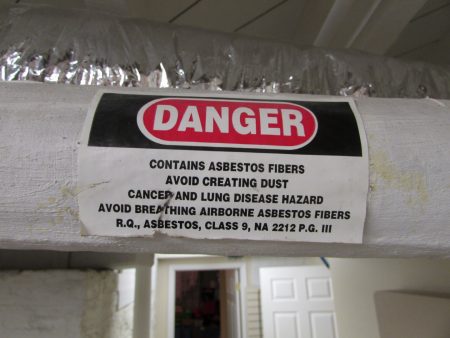 DANGER
CONTAINS ASBESTOS FIBERS
AVOID CREATING DUST
CANCER AND LUNG DISEASE HAZARD
AVOID BREATHING AIRBORNE ASBESTOS FIBERS
R.Q., ASBESTOS, CLASS 9, NA 2212 P.G. III